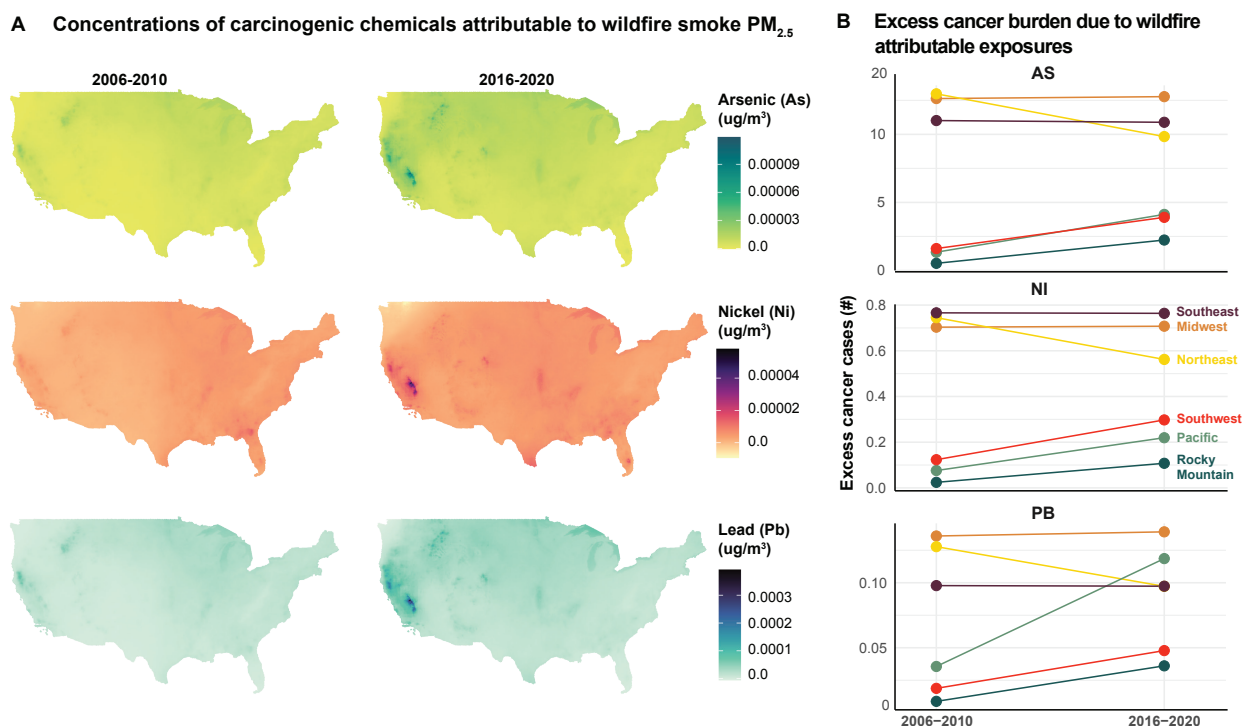 A Concentrations of carcinogenic chemicals attributable to wildfire smoke PM2.5
2006-2010
2016-2020
Arsenic (As)
(ug/m³)
0.00009
0.00006
0.00003
0.0
Nickel (Ni)
(ug/m³)
0.00004
0.00002
0.0
Lead (Pb)
(ug/m³)
0.0003
0.0002
0.0001
0.0
B Excess cancer burden due to wildfire
attributable exposures
Excess cancer cases (#)
AS
20
10
5
0
NI
0.8
0.6
0.4
0.2
0.0
Southeast
Midwest
Northeast
Southwest
Pacific
Rocky
Mountain
PB
0.10
0.05
0
2006−2010
2016−2020